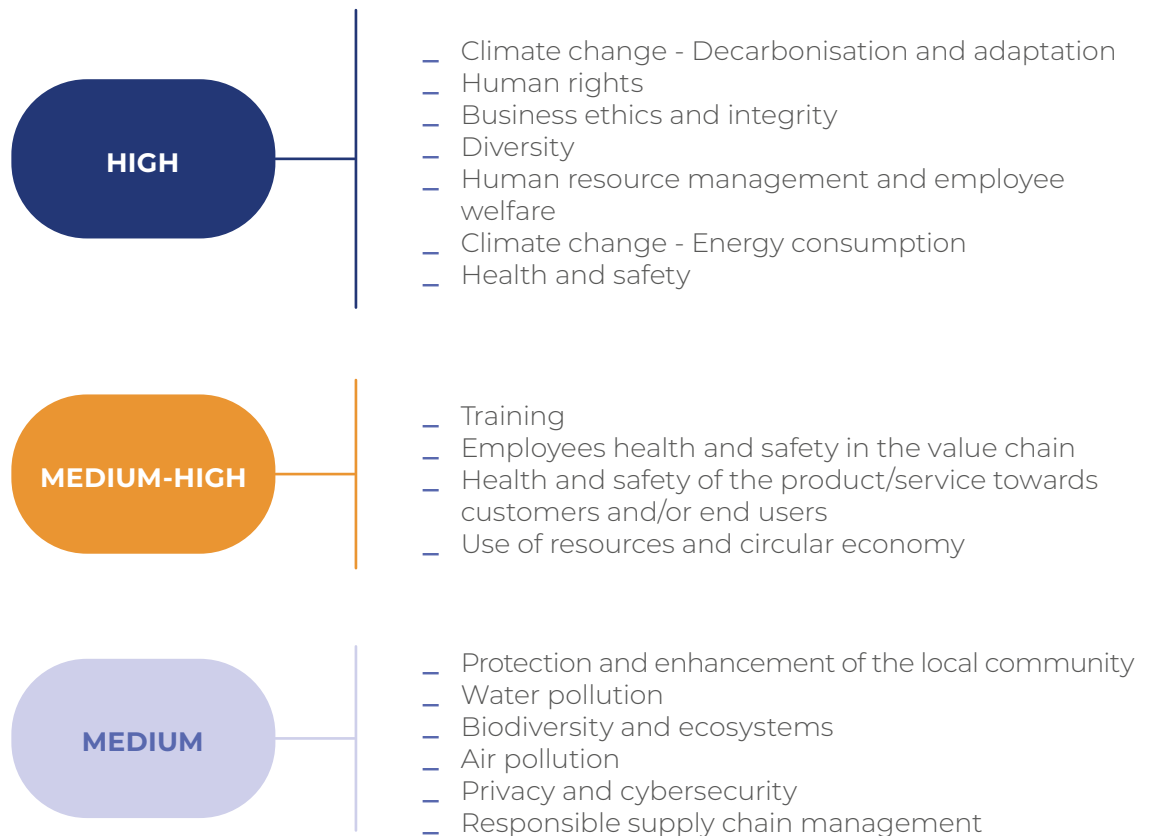 HIGH
_ Climate change - Decarbonisation and adaptation
_ Human rights
_ Business ethics and integrity
_ Diversity
_ Human resource management and employee
welfare
_ Climate change - Energy consumption
_ Health and safety
MEDIUM-HIGH
_ Training
_ Employees health and safety in the value chain
_ Health and safety of the product/service towards
customers and/or end users
_ Use of resources and circular economy
MEDIUM
_ Protection and enhancement of the local community
_ Water pollution
_ Biodiversity and ecosystems
_ Air pollution
_ Privacy and cybersecurity
_ Responsible supply chain management